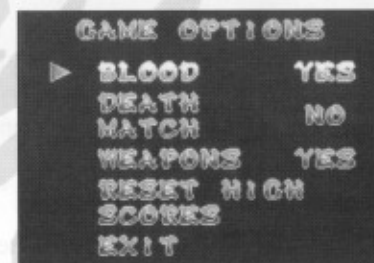 GAME OPTIONS
BLOOD YES
DEATH
MATCH NO
WEAPONS YES
RESET HIGH
SCORES
EXIT